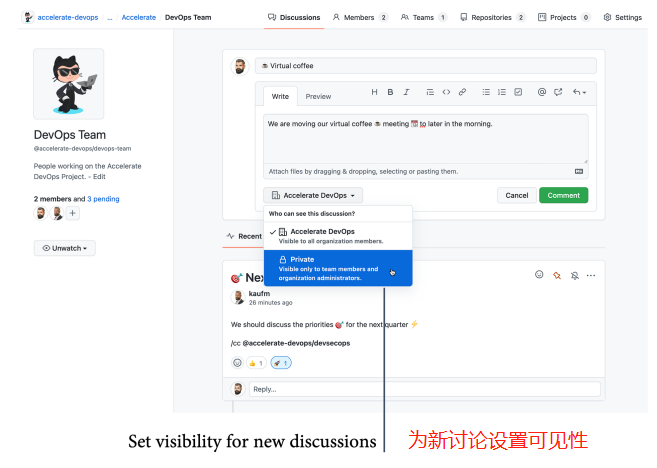 accelerate-devops ... Accelerate DevOps Team
Discussions Members 2 Teams 1 Repositories 2 Projects 0 Settings
DevOps Team
@accelerate-devops/devops-team
People working on the Accelerate
DevOps Project. - Edit
2 members and 3 pending
Unwatch
Virtual coffee
Write Preview
We are moving our virtual coffee meeting to later in the morning.
Attach files by dragging & dropping, selecting or pasting them.
Accelerate DevOps
Cancel Comment
Who can see this discussion?
Accelerate DevOps
Visible to all organization members.
Private
Visible only to team members and
organization administrators.
Recent
Nex
kaufm
26 minutes ago
We should discuss the priorities for the next quarter
/cc @accelerate-devops/devsecops
1 1
Reply...
Set visibility for new discussions
为新讨论设置可见性